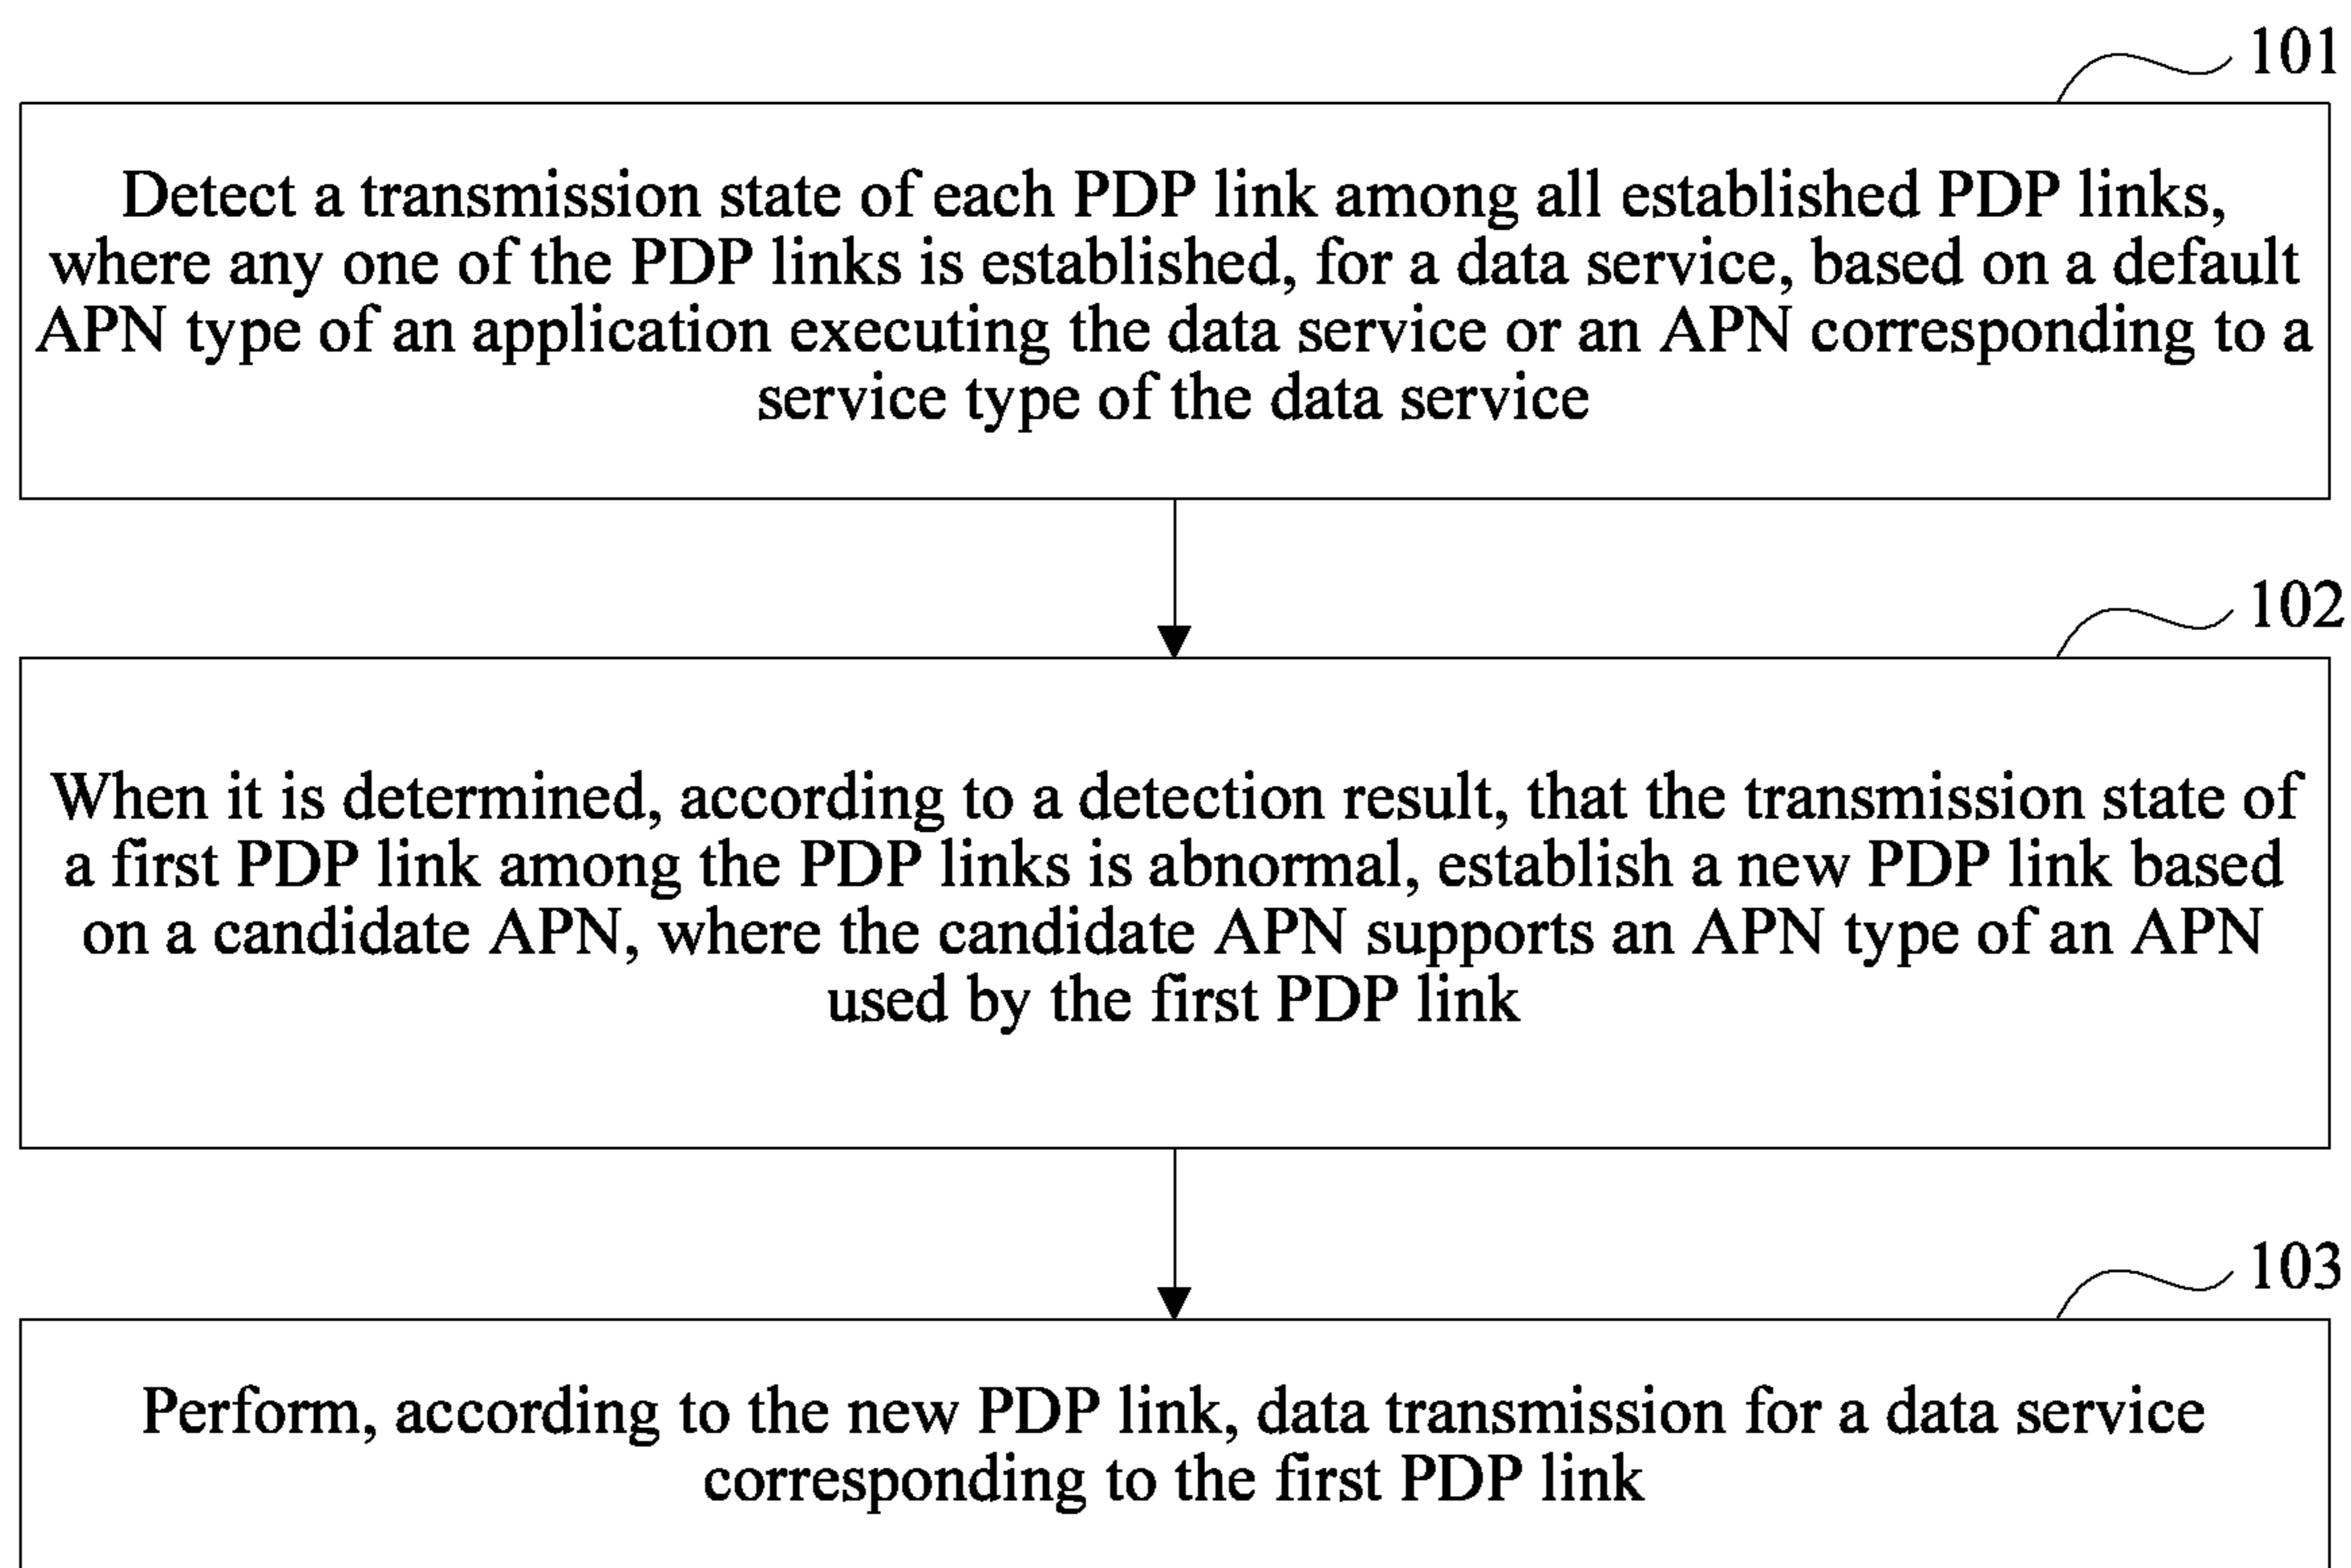 101
Detect a transmission state of each PDP link among all established PDP links,
where any one of the PDP links is established, for a data service, based on a default
APN type of an application executing the data service or an APN corresponding to a
service type of the data service
102
When it is determined, according to a detection result, that the transmission state of
a first PDP link among the PDP links is abnormal, establish a new PDP link based
on a candidate APN, where the candidate APN supports an APN type of an APN
used by the first PDP link
103
Perform, according to the new PDP link, data transmission for a data service
corresponding to the first PDP link